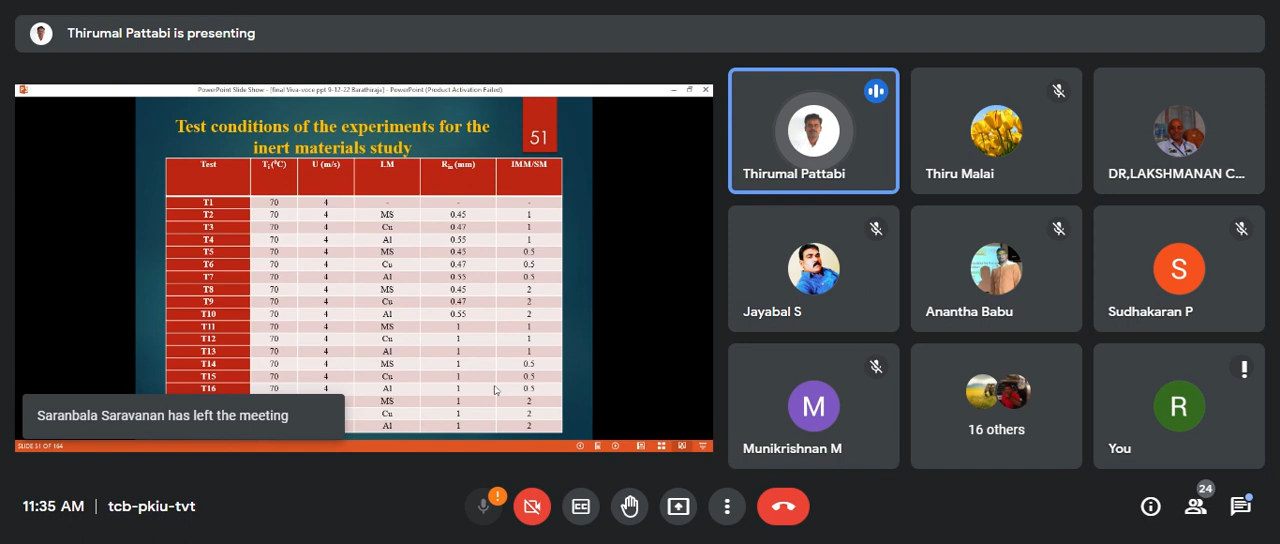 Thirumal Pattabi is presenting
PowerPoint Slide Show - [final Viva-voce.ppt 9-12-22 Barathiraja] - PowerPoint (Product Activation Failed)
Test conditions of the experiments for the
inert materials study
51
Test Ti (⁰C) U (m/s) LM Rm (mm) IMM/SM
T1 70 4 - - -
T2 70 4 MS 0.45 1
T3 70 4 Cu 0.47 1
T4 70 4 Al 0.55 1
T5 70 4 MS 0.45 0.5
T6 70 4 Cu 0.47 0.5
T7 70 4 Al 0.55 0.5
T8 70 4 MS 0.45 2
T9 70 4 Cu 0.47 2
T10 70 4 Al 0.55 2
T11 70 4 MS 1 1
T12 70 4 Cu 1 1
T13 70 4 Al 1 1
T14 70 4 MS 1 0.5
T15 70 4 Cu 1 0.5
T16 70 4 Al 1 0.5
MS 1 2
Cu 1 2
Al 1 2
Saranbala Saravanan has left the meeting
SLIDE 51 OF 164
Thirumal Pattabi
Thiru Malai
DR,LAKSHMANAN C...
Jayabal S
Anantha Babu
S
Sudhakaran P
M
Munikrishnan M
16 others
R
You
11:35 AM | tcb-pkiu-tvt
CC
24